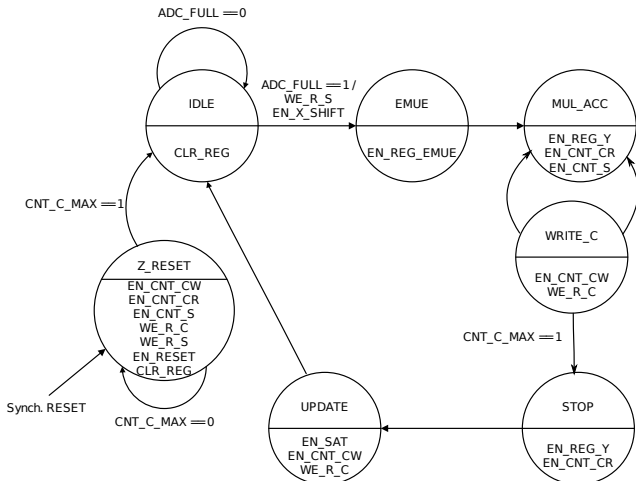 ADC_FULL ==0
IDLE
CLR_REG
ADC_FULL ==1 /
WE_R_S
EN_X_SHIFT
EMUE
EN_REG_EMUE
MUL_ACC
EN_REG_Y
EN_CNT_CR
EN_CNT_S
CNT_C_MAX ==1
WRITE_C
EN_CNT_CW
WE_R_C
Z_RESET
EN_CNT_CW
EN_CNT_CR
EN_CNT_S
WE_R_C
WE_R_S
EN_RESET
CLR_REG
CNT_C_MAX ==1
Synch. RESET
CNT_C_MAX ==0
UPDATE
EN_SAT
EN_CNT_CW
WE_R_C
STOP
EN_REG_Y
EN_CNT_CR